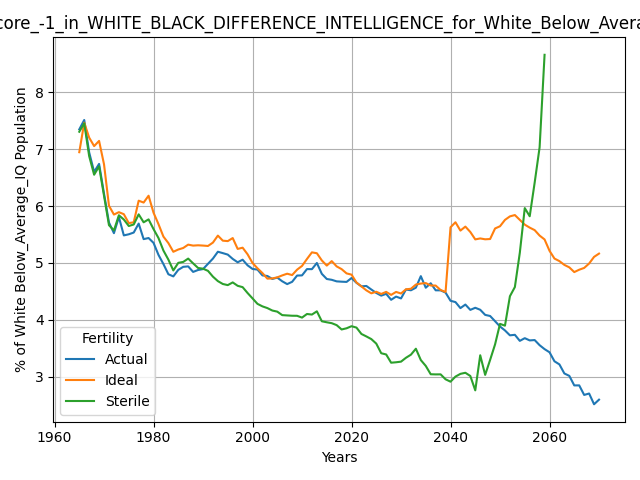 core_-1_in_WHITE_BLACK_DIFFERENCE_INTELLIGENCE_for_White_Below_Avera
% of White Below_Average_IQ Population
8
7
6
5
4
3
Fertility
Actual
Ideal
Sterile
1960 1980 2000 2020 2040 2060
Years